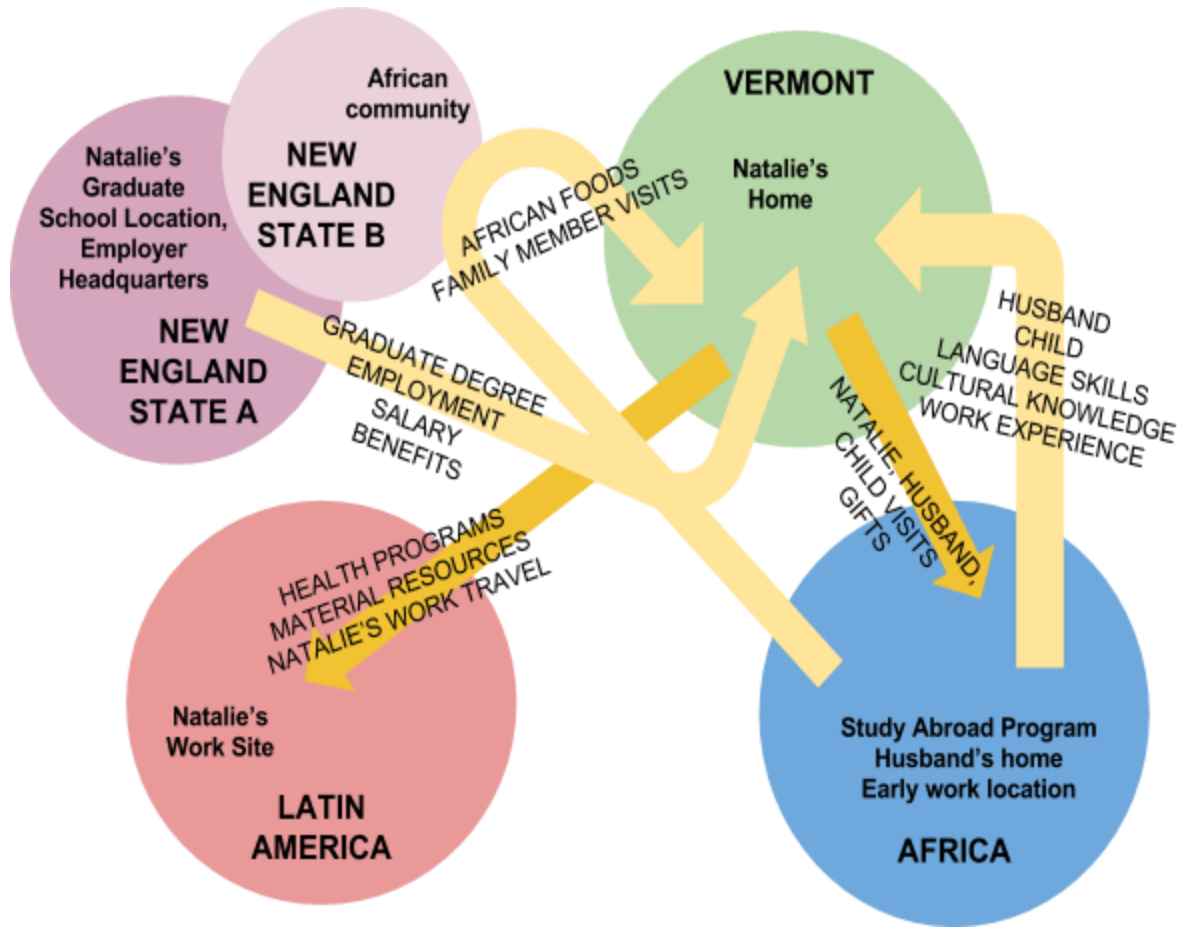 African
community
NEW
ENGLAND
STATE B
Natalie's
Graduate
School Location,
Employer
Headquarters
NEW
ENGLAND
STATE A
VERMONT
Natalie's
Home
AFRICAN FOODS
FAMILY MEMBER VISITS
GRADUATE DEGREE
EMPLOYMENT
SALARY
BENEFITS
HUSBAND
CHILD
LANGUAGE SKILLS
CULTURAL KNOWLEDGE
WORK EXPERIENCE
NATALIE, HUSBAND,
CHILD VISITS
GIFTS
HEALTH PROGRAMS
MATERIAL RESOURCES
NATALIE'S WORK TRAVEL
Natalie's
Work Site
LATIN
AMERICA
Study Abroad Program
Husband's home
Early work location
AFRICA